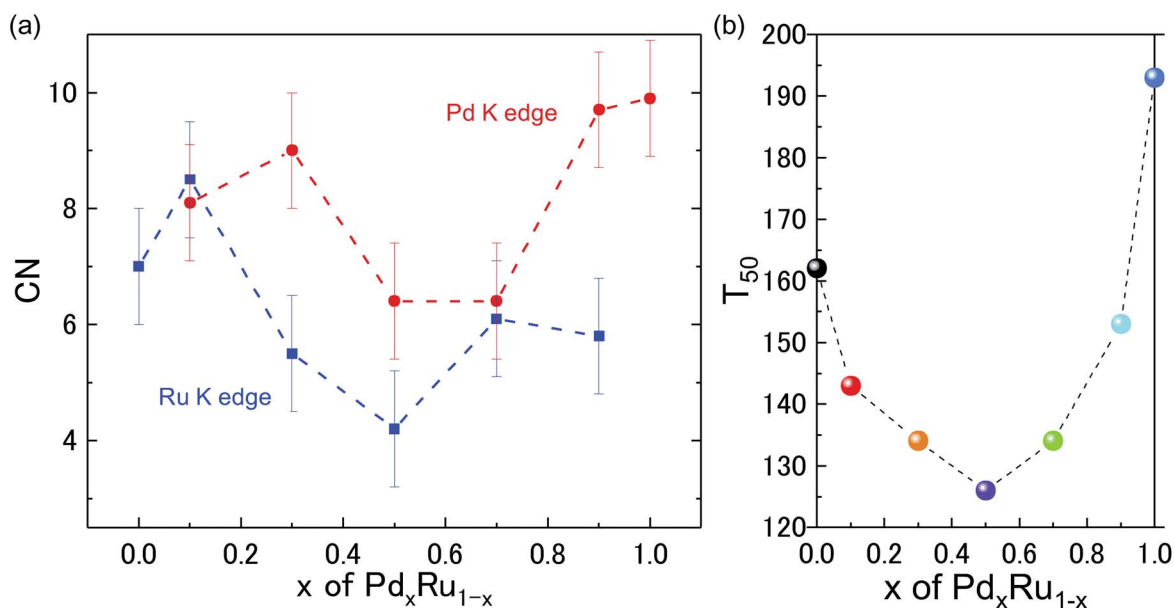 (a)
CN
10
8
6
4
Pd K edge
Ru K edge
0.0 0.2 0.4 0.6 0.8 1.0
x of PdxRu1−x
(b)
T50
200
190
180
170
160
150
140
130
120
0.0 0.2 0.4 0.6 0.8 1.0
x of PdxRu1-x